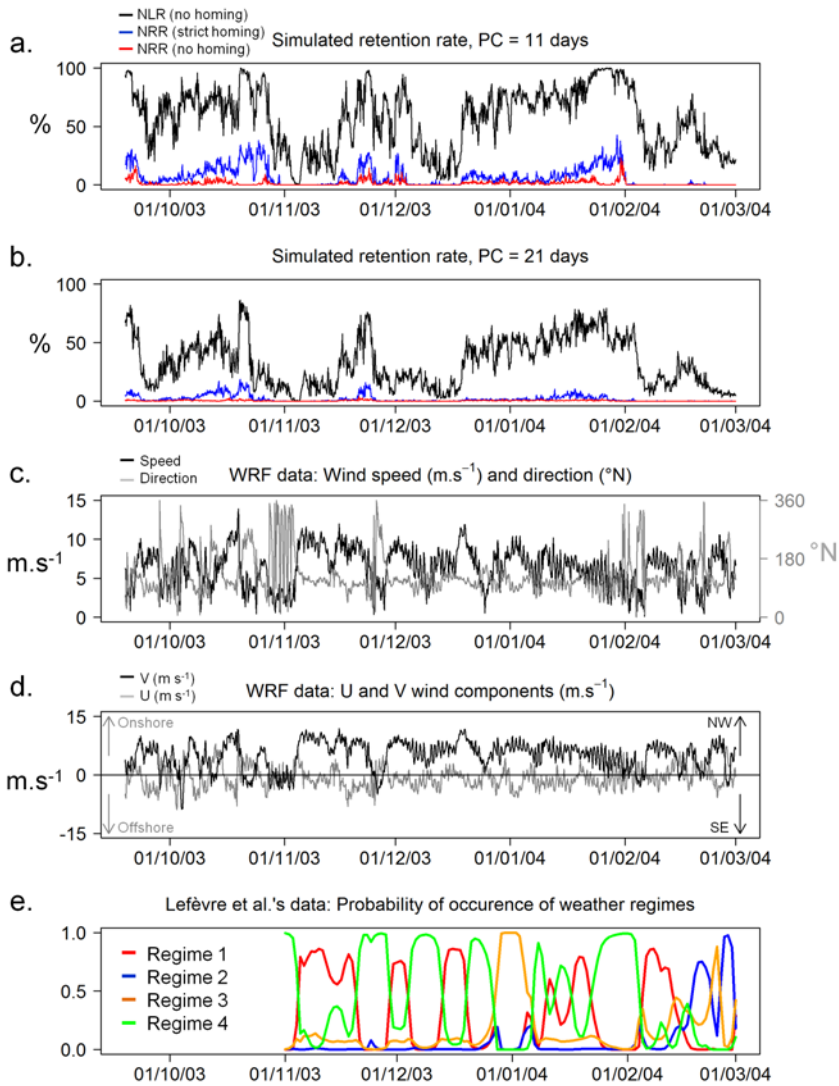 NLR (no homing)
NRR (strict homing)
NRR (no homing)
a.
Simulated retention rate, PC = 11 days
100
%
50
0
01/10/03 01/11/03 01/12/03 01/01/04 01/02/04 01/03/04
b.
Simulated retention rate, PC = 21 days
100
%
50
0
01/10/03 01/11/03 01/12/03 01/01/04 01/02/04 01/03/04
c.
Speed
Direction
WRF data: Wind speed (m.s⁻¹) and direction (°N)
15 360
10
m.s⁻¹ 180 °N
5
0 0
01/10/03 01/11/03 01/12/03 01/01/04 01/02/04 01/03/04
d.
V (m s⁻¹)
U (m s⁻¹)
WRF data: U and V wind components (m.s⁻¹)
15 Onshore NW
m.s⁻¹ 0
-15 Offshore SE
01/10/03 01/11/03 01/12/03 01/01/04 01/02/04 01/03/04
e.
Lefèvre et al.'s data: Probability of occurence of weather regimes
1.0
Regime 1
Regime 2
0.5
Regime 3
Regime 4
0.0
01/10/03 01/11/03 01/12/03 01/01/04 01/02/04 01/03/04